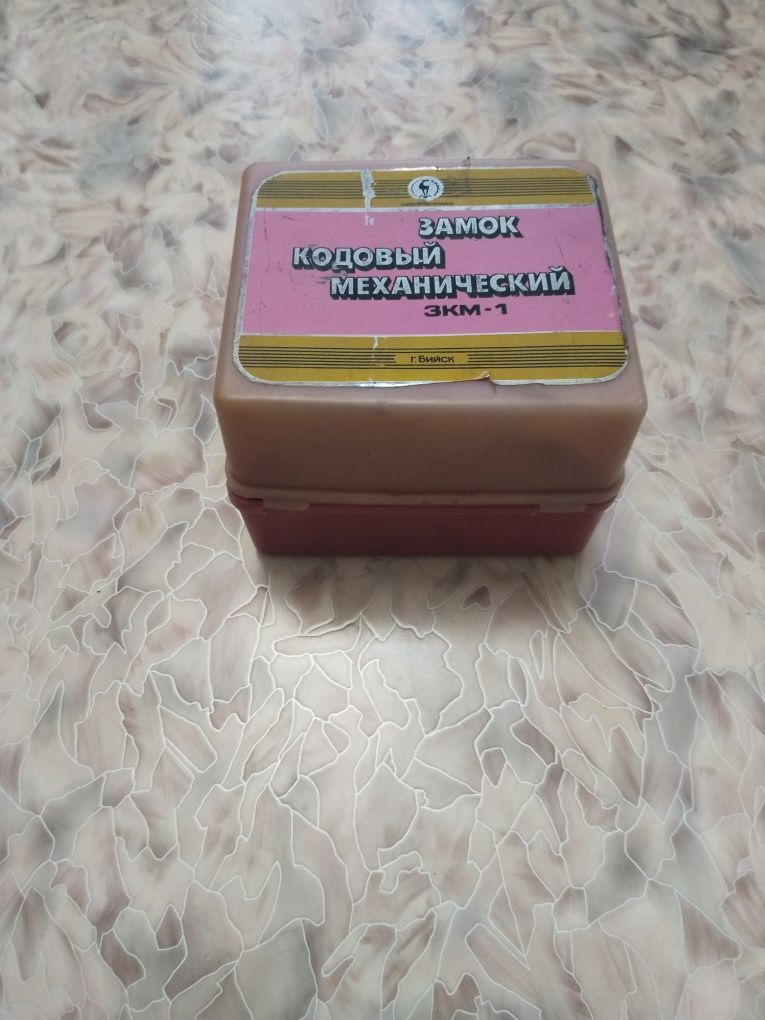 ЗАМОК
КОДОВЫЙ
МЕХАНИЧЕСКИЙ
ЗКМ-1
г. Бийск